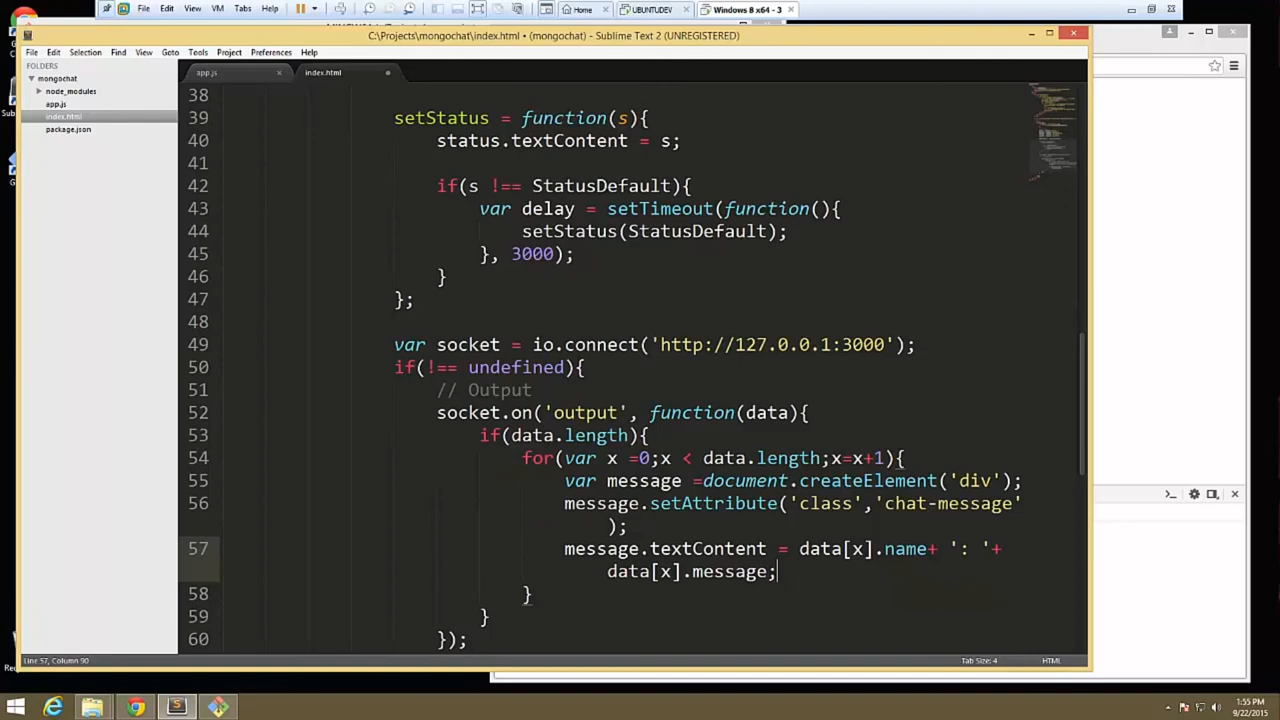 File Edit View VM Tabs Help
Home
UBUNTUDEV
Windows 8 x64 - 3
C:\Projects\mongochat\index.html • (mongochat) - Sublime Text 2 (UNREGISTERED)
File Edit Selection Find View Goto Tools Project Preferences Help
FOLDERS
mongochat
node_modules
app.js
index.html
package.json
app.js
index.html
38
39 setStatus = function(s){
40 status.textContent = s;
41
42 if(s !== StatusDefault){
43 var delay = setTimeout(function(){
44 setStatus(StatusDefault);
45 }, 3000);
46 }
47 };
48
49 var socket = io.connect('http://127.0.0.1:3000');
50 if(!== undefined){
51 // Output
52 socket.on('output', function(data){
53 if(data.length){
54 for(var x =0;x < data.length;x=x+1){
55 var message =document.createElement('div');
56 message.setAttribute('class','chat-message'
);
57 message.textContent = data[x].name+ ': '+
data[x].message;
58 }
59 }
60 });
Line 57, Column 90
Tab Size: 4
HTML
1:55 PM
9/22/2015